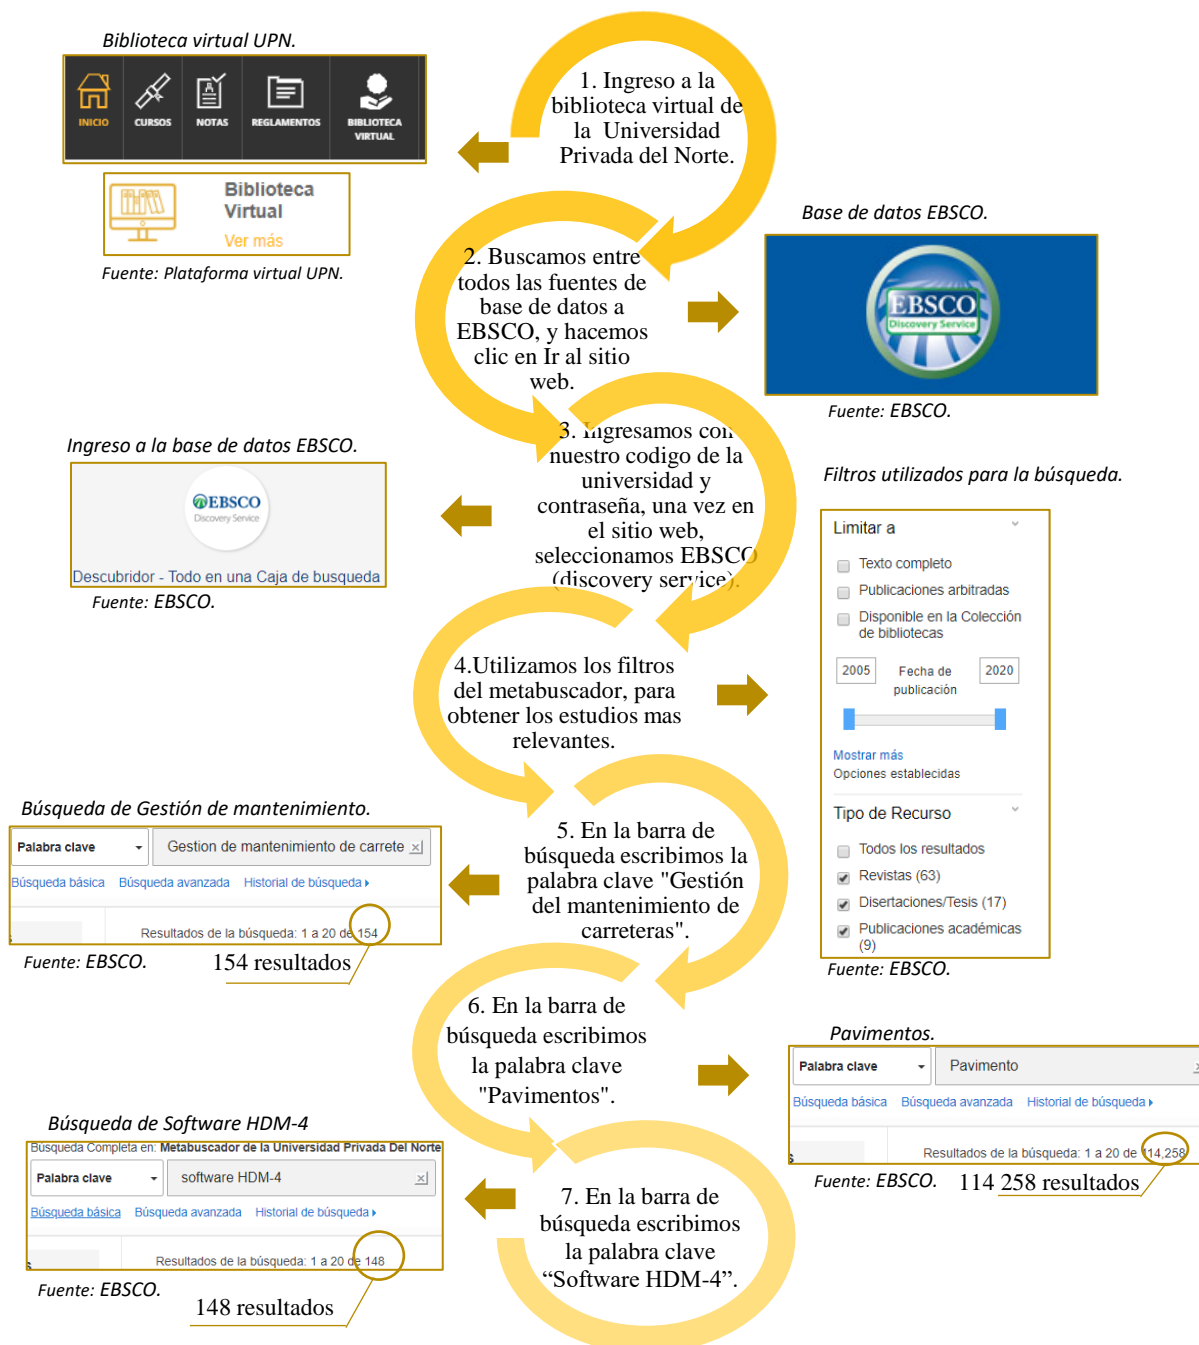 Biblioteca virtual UPN.
INICIO
CURSOS
NOTAS
REGLAMENTOS
BIBLIOTECA
VIRTUAL
Biblioteca
Virtual
Ver más
Fuente: Plataforma virtual UPN.
1. Ingreso a la
biblioteca virtual de
la Universidad
Privada del Norte.
2. Buscamos entre
todos las fuentes de
base de datos a
EBSCO, y hacemos
clic en Ir al sitio
web.
Base de datos EBSCO.
EBSCO
Discovery Service
Fuente: EBSCO.
3. Ingresamos con
nuestro codigo de la
universidad y
contraseña, una vez en
el sitio web,
seleccionamos EBSCO
(discovery service).
Ingreso a la base de datos EBSCO.
EBSCO
Discovery Service
Descubridor - Todo en una Caja de busqueda
Fuente: EBSCO.
4.Utilizamos los filtros
del metabuscador, para
obtener los estudios mas
relevantes.
Filtros utilizados para la búsqueda.
Limitar a
Texto completo
Publicaciones arbitradas
Disponible en la Colección
de bibliotecas
2005 Fecha de 2020
publicación
Mostrar más
Opciones establecidas
Tipo de Recurso
Todos los resultados
Revistas (63)
Disertaciones/Tesis (17)
Publicaciones académicas
(9)
Fuente: EBSCO.
5. En la barra de
búsqueda escribimos la
palabra clave "Gestión
del mantenimiento de
carreteras".
Búsqueda de Gestión de mantenimiento.
Palabra clave Gestion de mantenimiento de carrete x
Búsqueda básica Búsqueda avanzada Historial de búsqueda
s
Resultados de la búsqueda: 1 a 20 de 154
Fuente: EBSCO.
154 resultados
6. En la barra de
búsqueda escribimos
la palabra clave
"Pavimentos".
Pavimentos.
Palabra clave Pavimento x
Búsqueda básica Búsqueda avanzada Historial de búsqueda
s
Resultados de la búsqueda: 1 a 20 de 114,258
Fuente: EBSCO.
114 258 resultados
7. En la barra de
búsqueda escribimos
la palabra clave
“Software HDM-4”.
Búsqueda de Software HDM-4
Búsqueda Completa en: Metabuscador de la Universidad Privada Del Norte
Palabra clave software HDM-4 x
Búsqueda básica Búsqueda avanzada Historial de búsqueda
s
Resultados de la búsqueda: 1 a 20 de 148
Fuente: EBSCO.
148 resultados